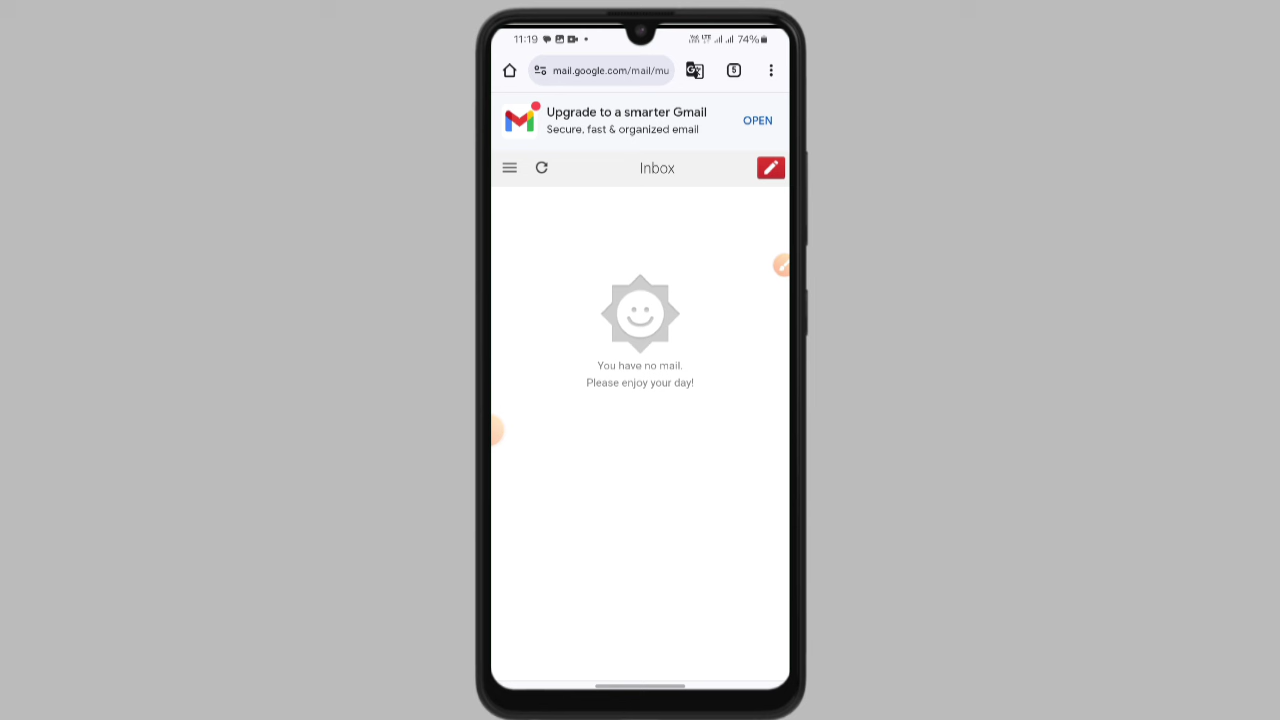 11:19
74%
mail.google.com/mail/mu
5
Upgrade to a smarter Gmail
Secure, fast & organized email
OPEN
Inbox
You have no mail.
Please enjoy your day!